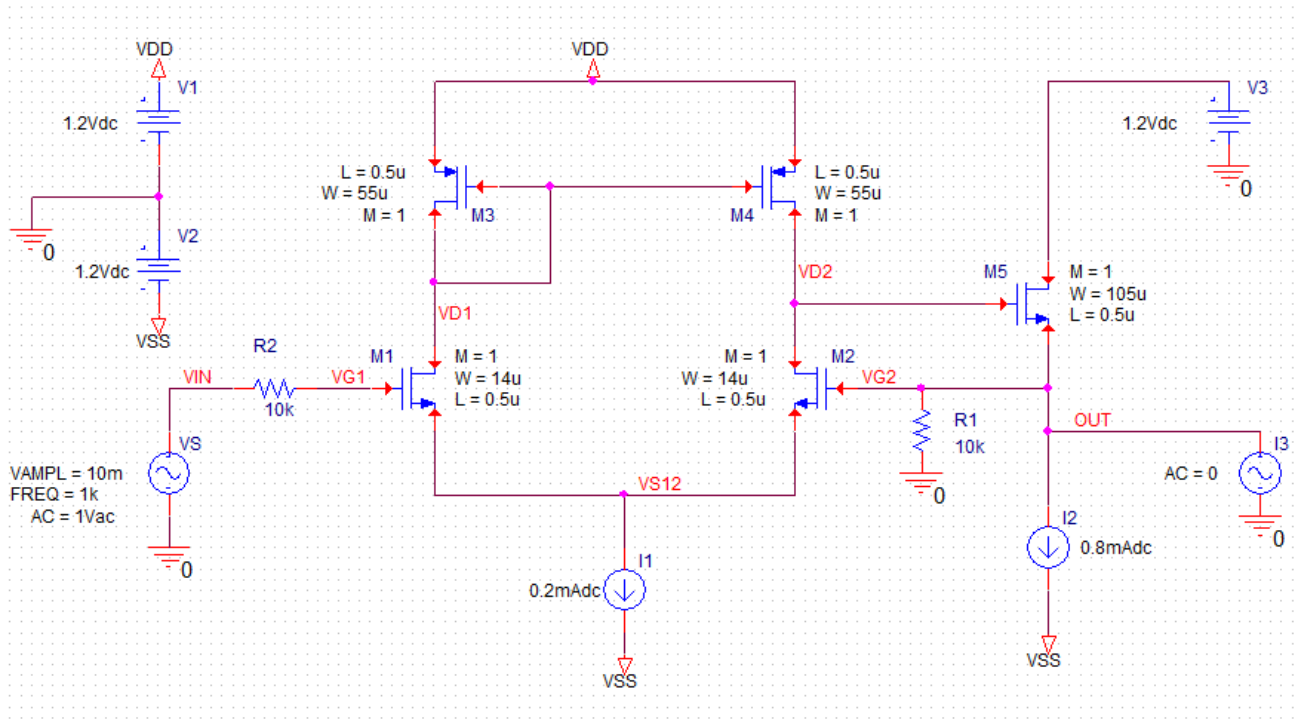 VDD
V1
1.2Vdc
0
V2
1.2Vdc
VSS
VDD
L = 0.5u
W = 55u
M = 1
M3
L = 0.5u
W = 55u
M = 1
M4
V3
1.2Vdc
0
VD1
VD2
M5
M = 1
W = 105u
L = 0.5u
R2
10k
VIN
VG1
M1
M = 1
W = 14u
L = 0.5u
M = 1
W = 14u
L = 0.5u
M2
VG2
R1
10k
0
OUT
VS
VAMPL = 10m
FREQ = 1k
AC = 1Vac
0
VS12
I1
0.2mAdc
VSS
I2
0.8mAdc
VSS
I3
AC = 0
0